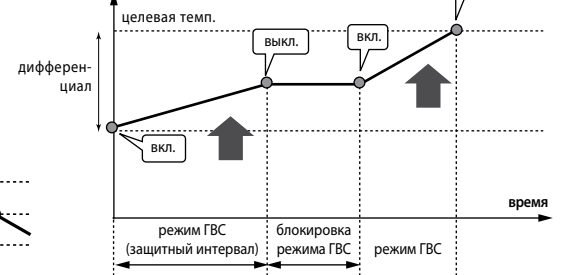 целевая темп.
выкл.
вкл.
дифферен-
циал
вкл.
время
режим ГВС
(защитный интервал)
блокировка
режима ГВС
режим ГВС